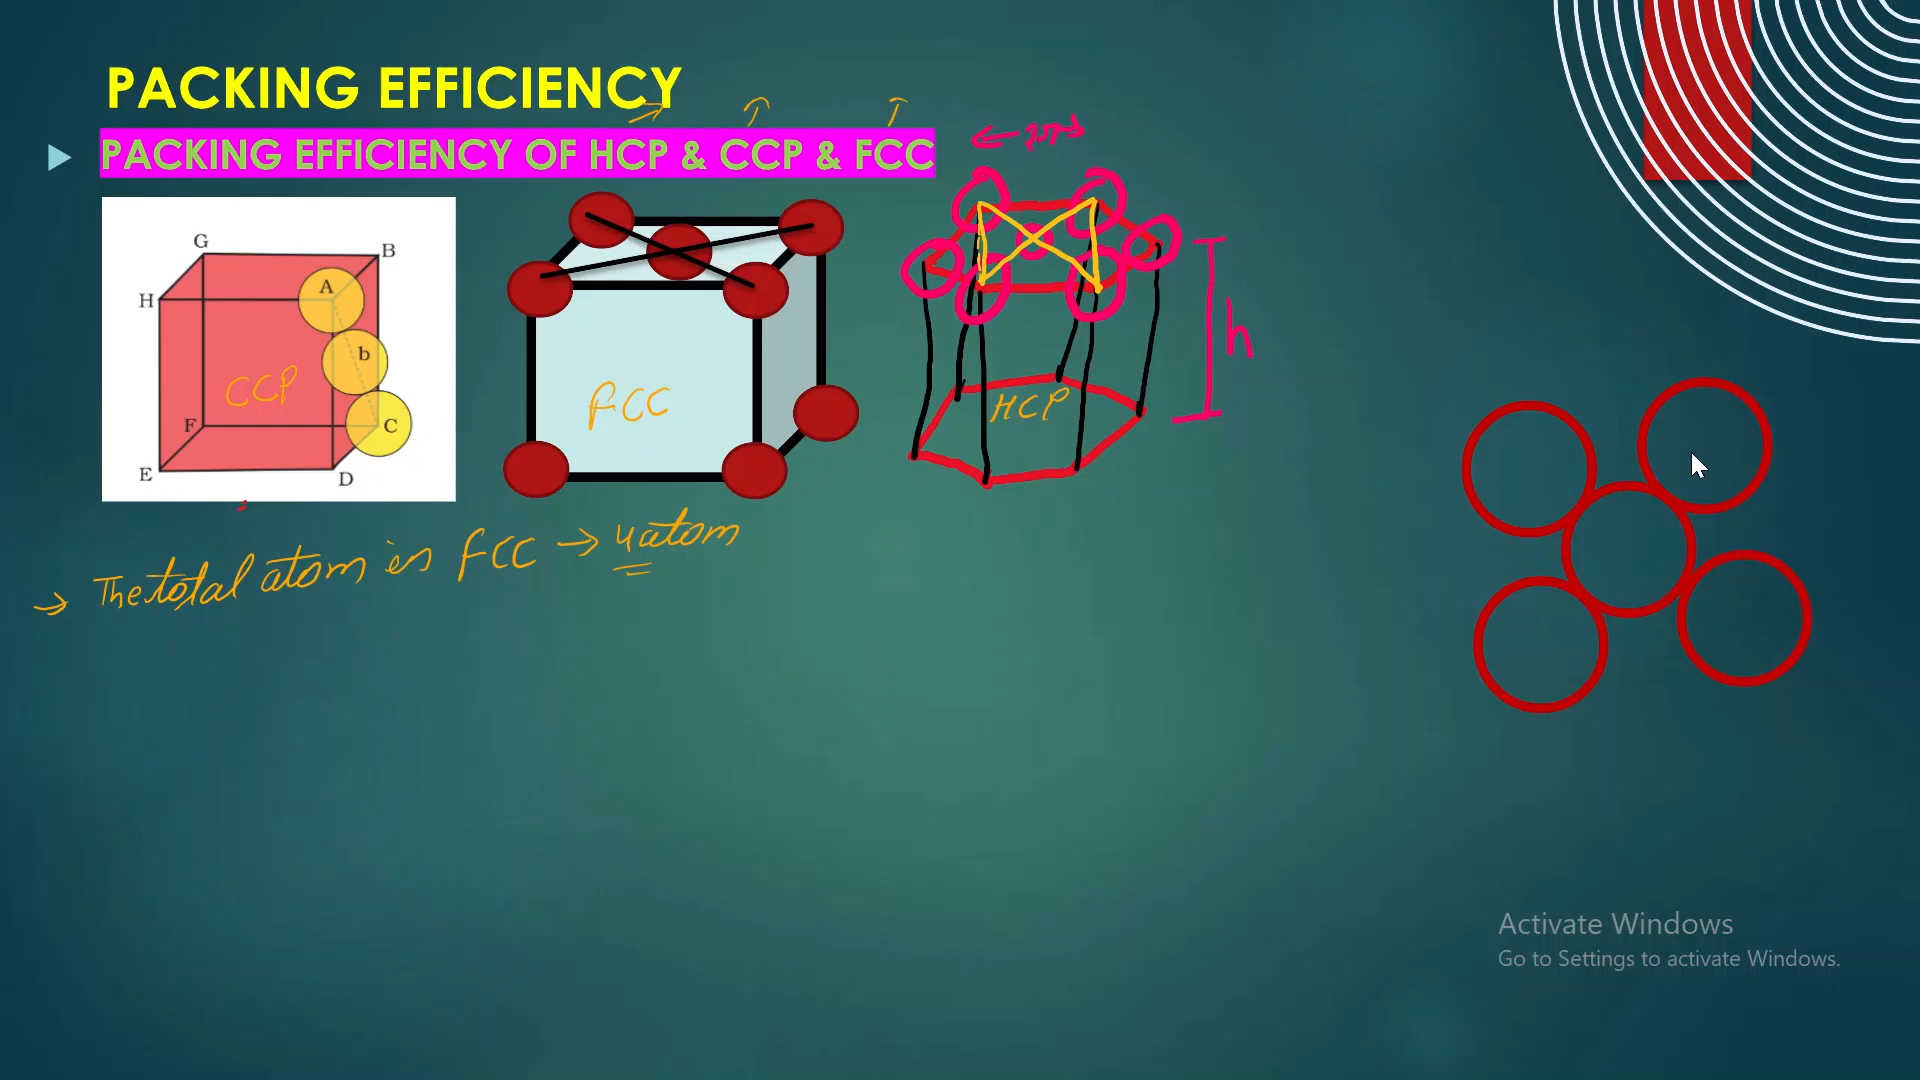 PACKING EFFICIENCY
PACKING EFFICIENCY OF HCP & CCP & FCC
2r
G
B
H
A
b
CCP
F
C
E
D
FCC
HCP
h
→ The total atom in FCC → 4 atom
Activate Windows
Go to Settings to activate Windows.